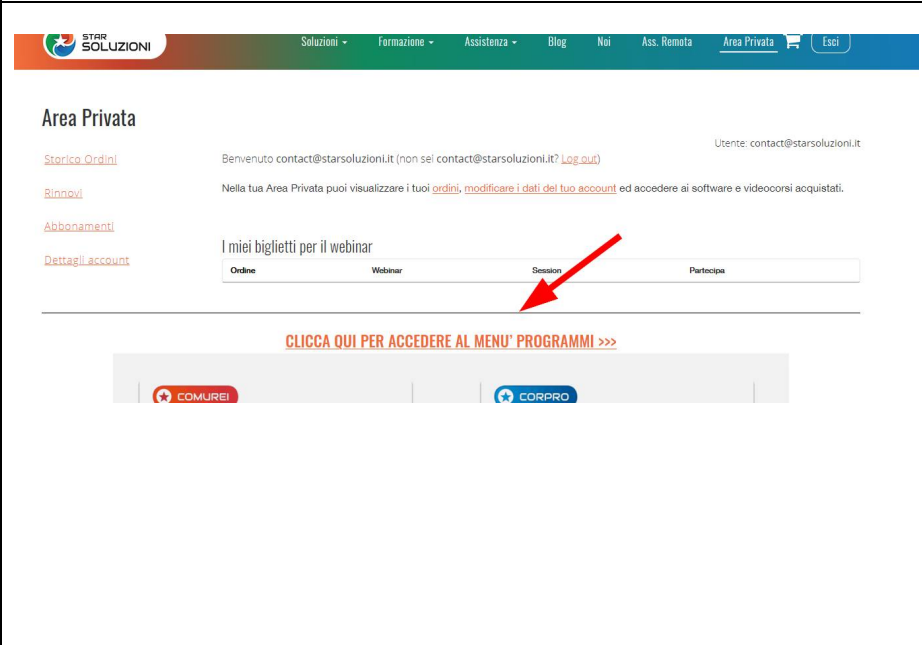 STAR
SOLUZIONI
Soluzioni Formazione Assistenza Blog Noi Ass. Remota Area Privata Esci
Area Privata
Utente: contact@starsoluzioni.it
Storico Ordini
Benvenuto contact@starsoluzioni.it (non sei contact@starsoluzioni.it? Log out)
Rinnovi
Nella tua Area Privata puoi visualizzare i tuoi ordini, modificare i dati del tuo account ed accedere ai software e videocorsi acquistati.
Abbonamenti
Dettagli account
I miei biglietti per il webinar
Ordine Webinar Session Partecipa
CLICCA QUI PER ACCEDERE AL MENU' PROGRAMMI >>>
COMUREI CORPRO